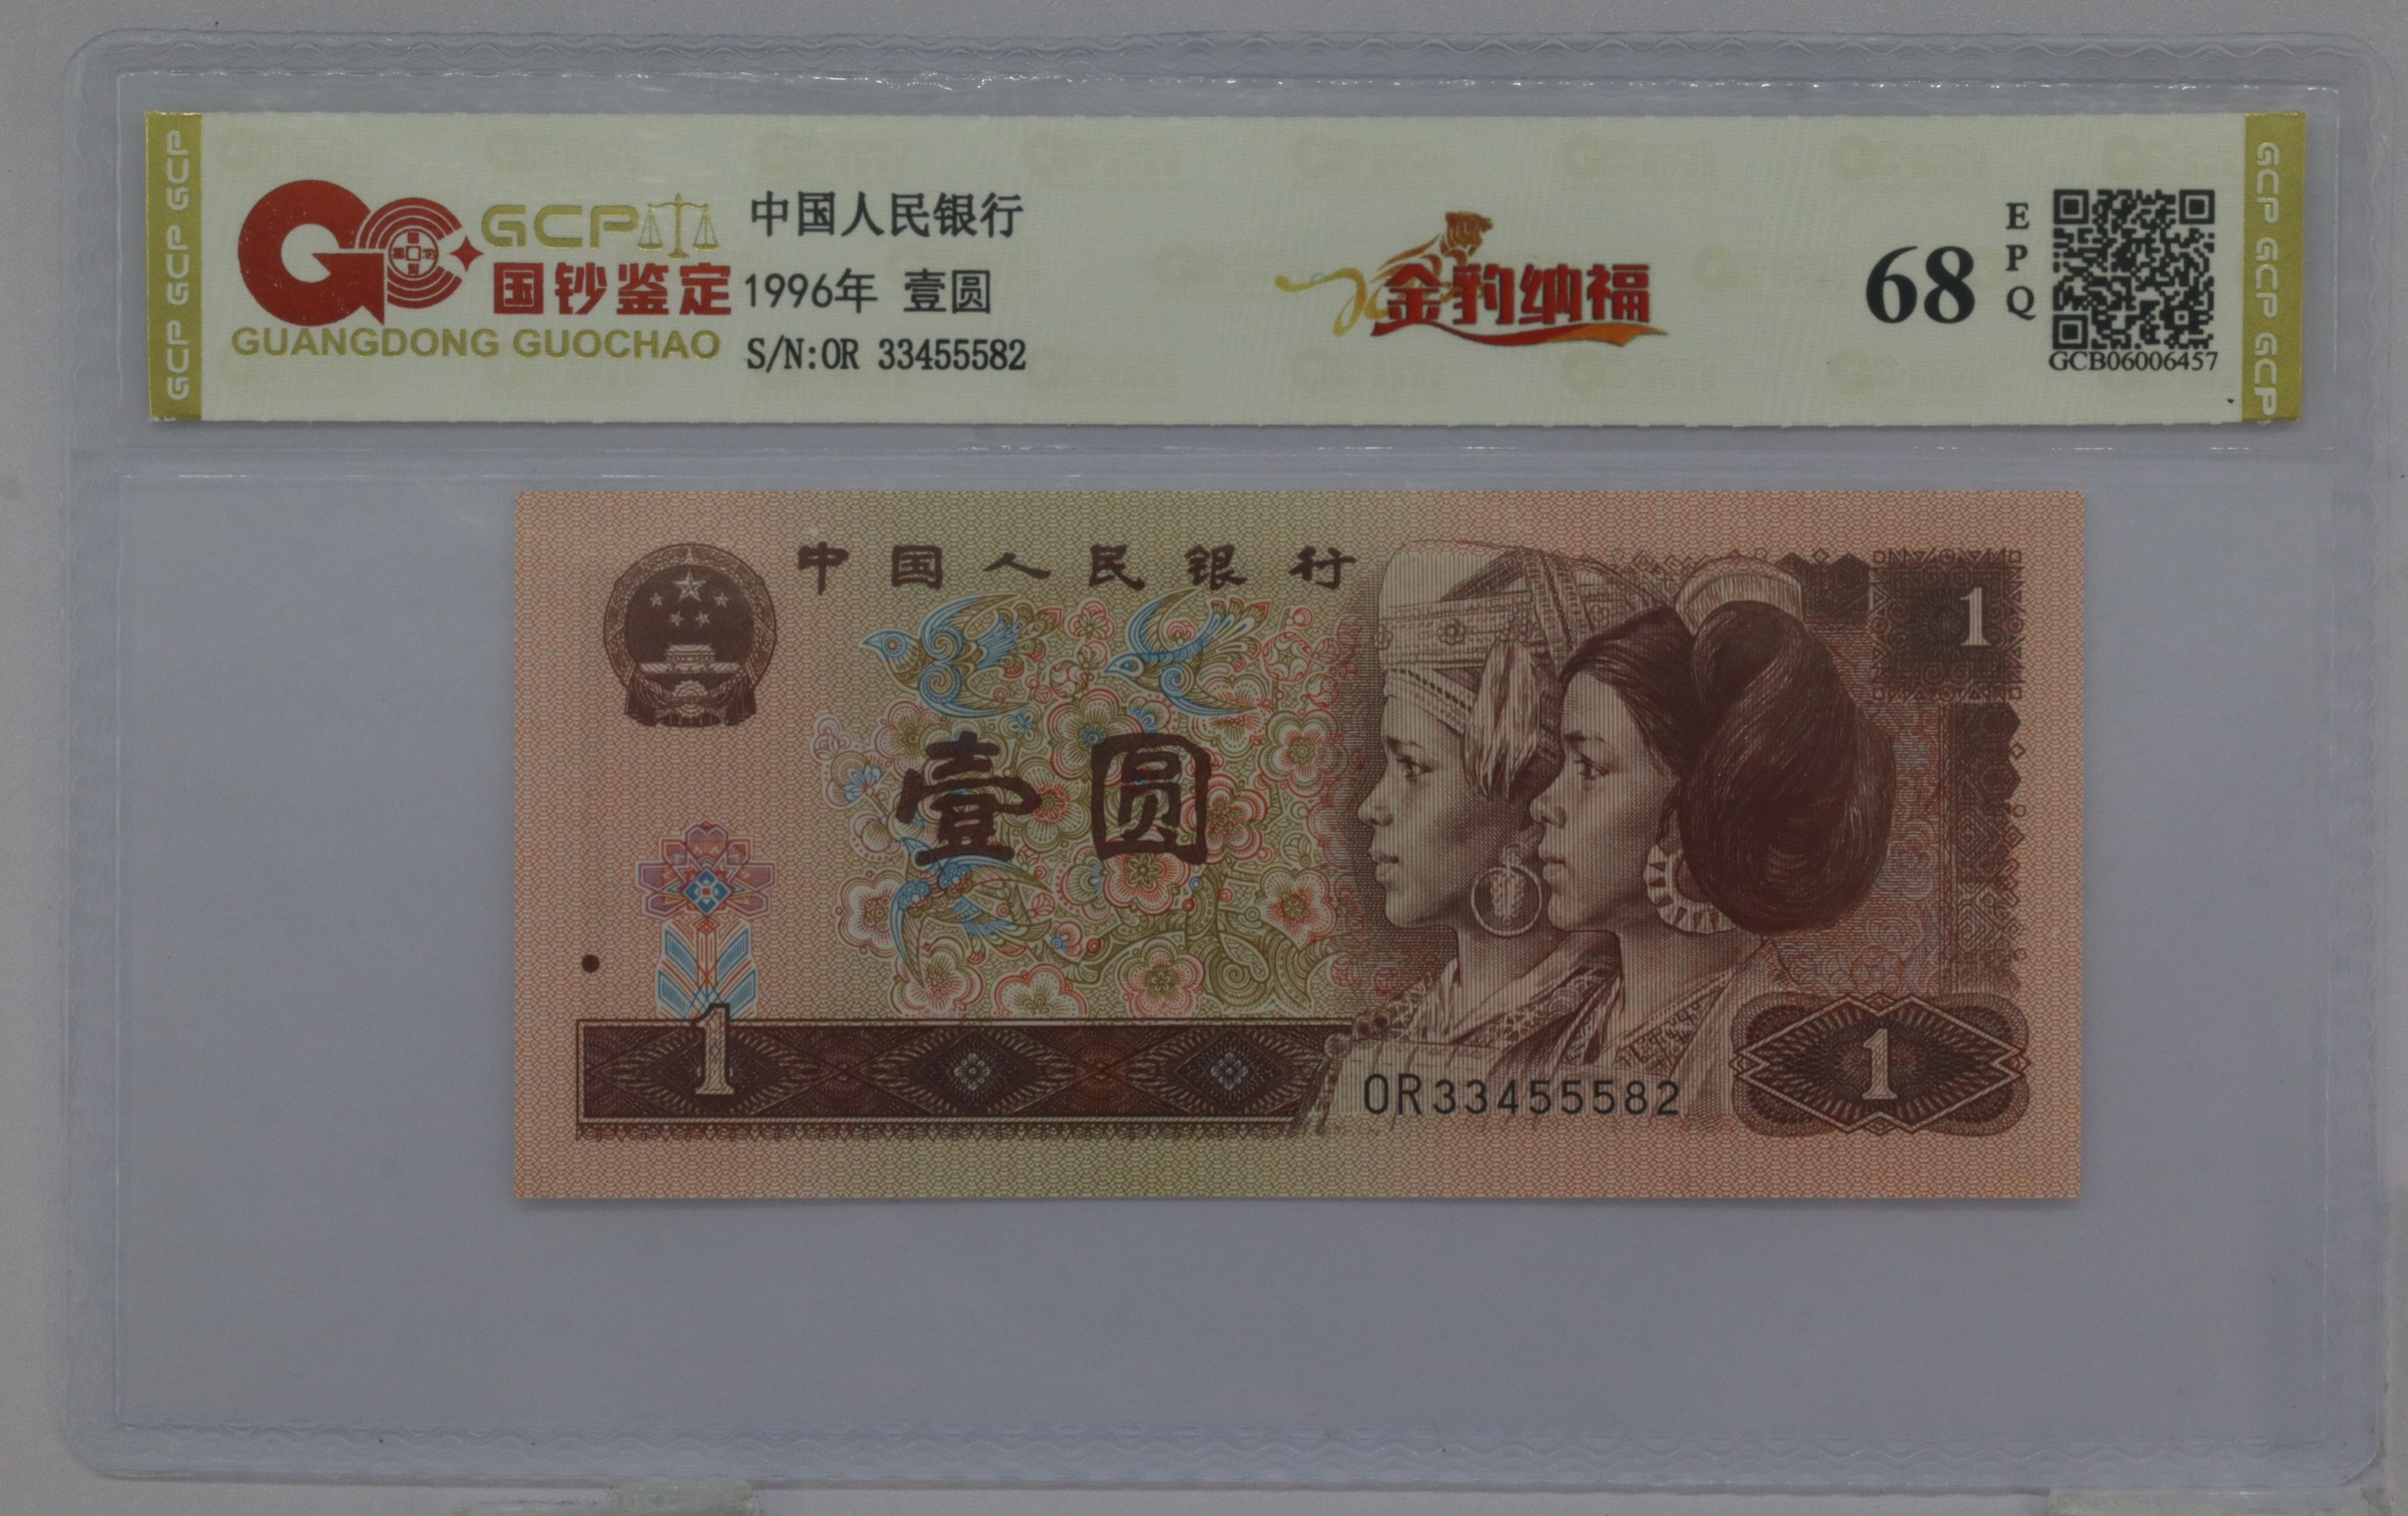 GCP GCP GCP
GCP
国钞鉴定
GUANGDONG GUOCHAO
中国人民银行
1996年 壹圆
S/N:OR 33455582
金豹纳福
68
EPQ
GCB06006457
GCP GCP GCP
中国人民银行
1
壹圆
1
OR33455582
1